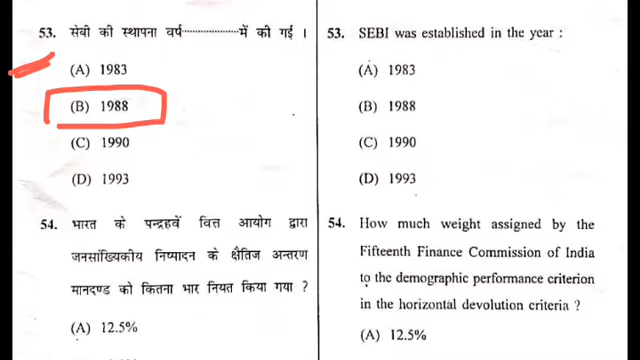 53. सेबी की स्थापना वर्ष····················में की गई ।
(A) 1983
(B) 1988
(C) 1990
(D) 1993
54. भारत के पन्द्रहवें वित्त आयोग द्वारा
जनसांख्यिकीय निष्पादन के क्षैतिज अन्तरण
मानदण्ड को कितना भार नियत किया गया ?
(A) 12.5%
53. SEBI was established in the year :
(A) 1983
(B) 1988
(C) 1990
(D) 1993
54. How much weight assigned by the
Fifteenth Finance Commission of India
to the demographic performance criterion
in the horizontal devolution criteria ?
(A) 12.5%